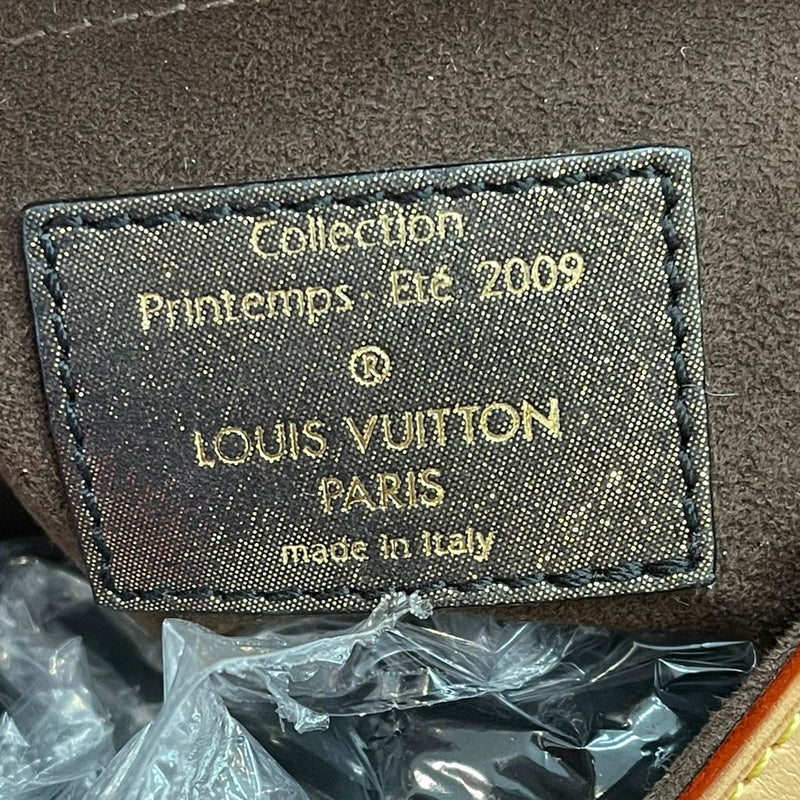 Collection
Printemps Eté 2009
®
LOUIS VUITTON
PARIS
made in Italy